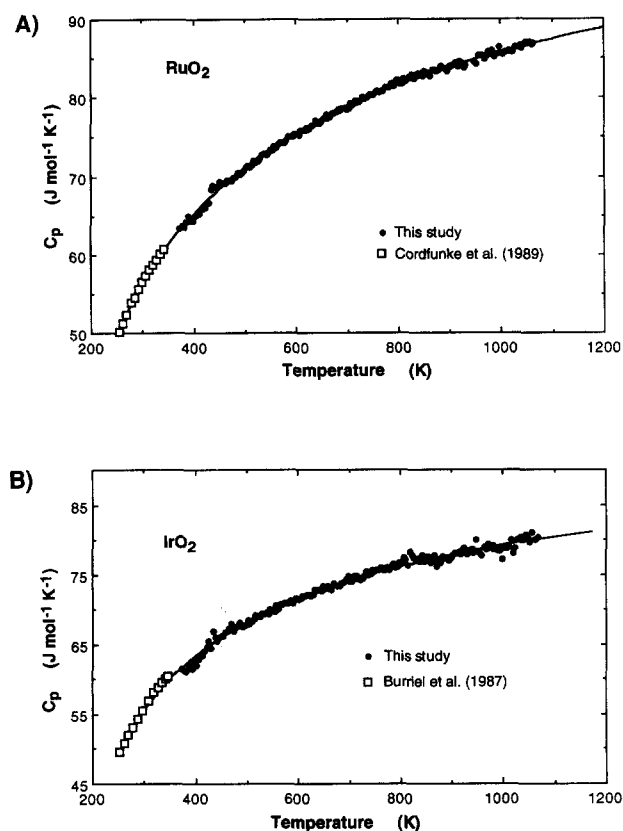 A)
90
RuO2
80
Cp (J mol-1 K-1)
70
● This study
60
□ Cordfunke et al. (1989)
50
200 400 600 800 1000 1200
Temperature (K)
B)
85
IrO2
75
Cp (J mol-1 K-1)
65
● This study
□ Burriel et al. (1987)
55
45
200 400 600 800 1000 1200
Temperature (K)